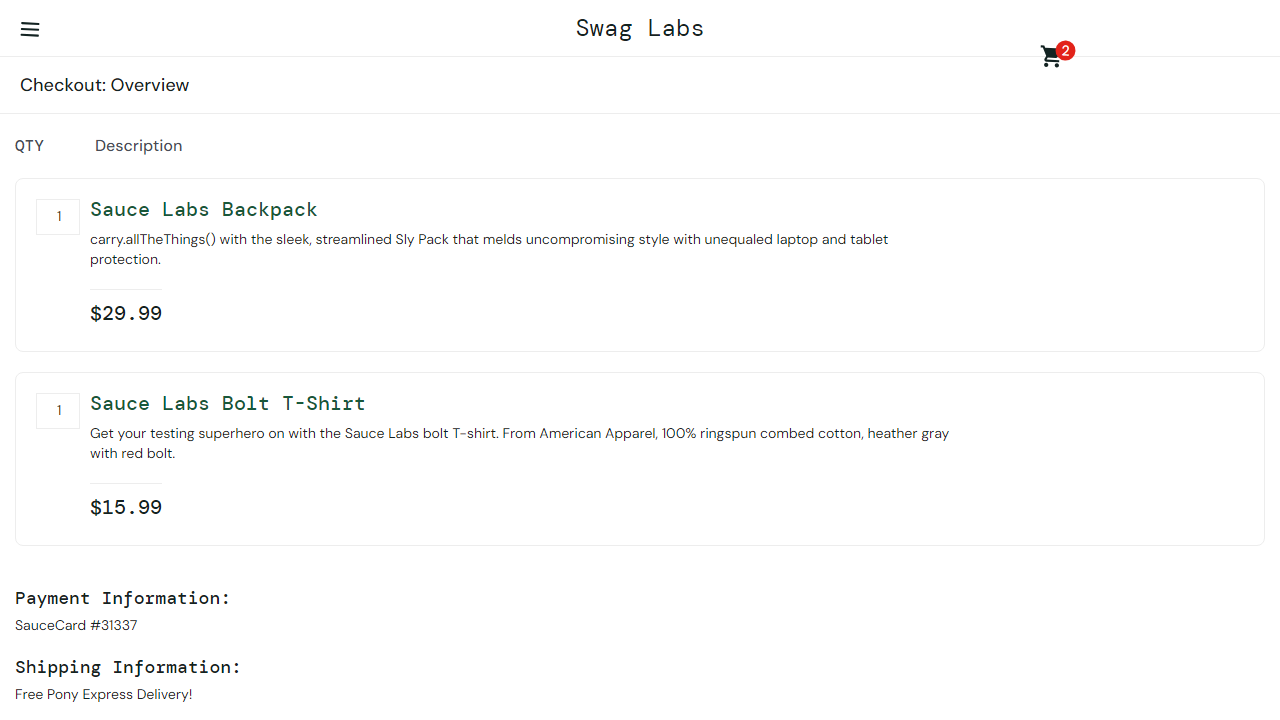 Swag Labs
2
Checkout: Overview
QTY Description
1
Sauce Labs Backpack
carry.allTheThings() with the sleek, streamlined Sly Pack that melds uncompromising style with unequaled laptop and tablet
protection.
$29.99
1
Sauce Labs Bolt T-Shirt
Get your testing superhero on with the Sauce Labs bolt T-shirt. From American Apparel, 100% ringspun combed cotton, heather gray
with red bolt.
$15.99
Payment Information:
SauceCard #31337
Shipping Information:
Free Pony Express Delivery!